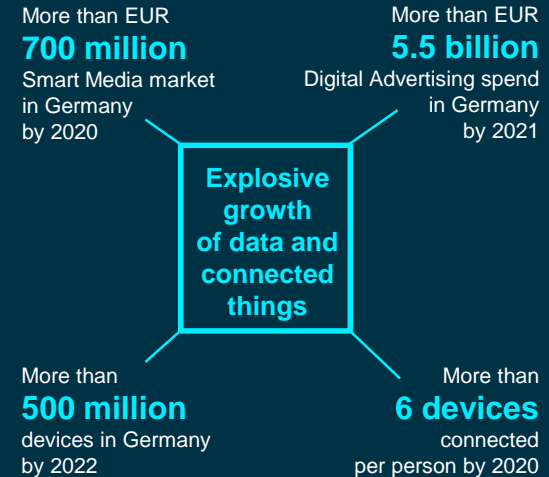 More than EUR
700 million
Smart Media market
in Germany
by 2020
More than EUR
5.5 billion
Digital Advertising spend
in Germany
by 2021
Explosive
growth
of data and
connected
things
More than
500 million
devices in Germany
by 2022
More than
6 devices
connected
per person by 2020